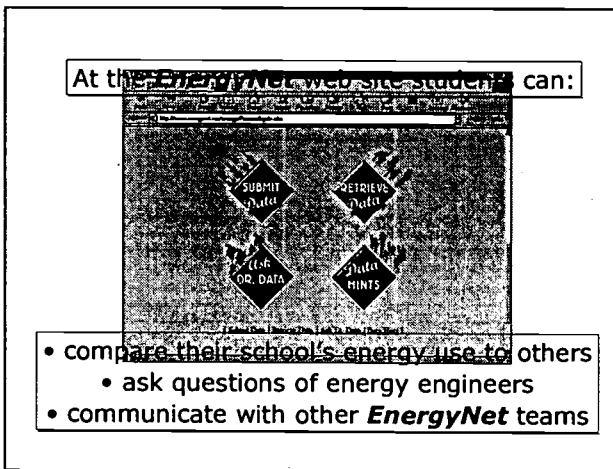 At the EnergyNet web site students can:
SUBMIT
Data
RETRIEVE
Data
Ask
DR. DATA
Data
HINTS
• compare their school's energy use to others
• ask questions of energy engineers
• communicate with other EnergyNet teams